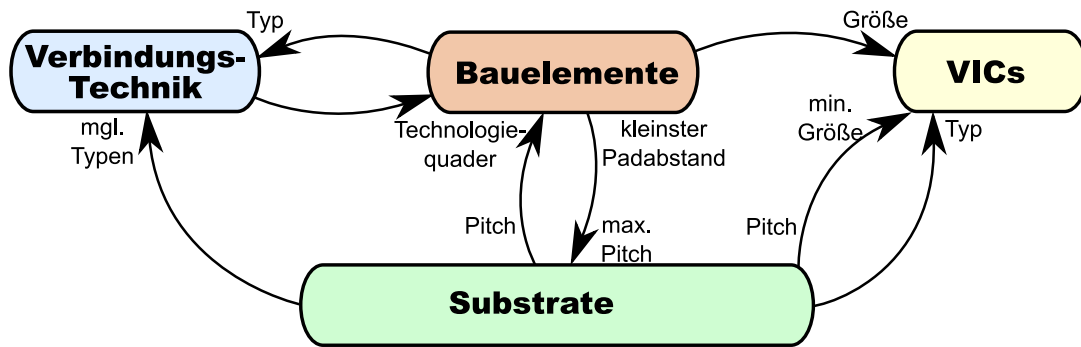 Typ
Größe
Verbindungs-
Technik
Bauelemente
VICs
mgl.
Typen
Technologie-
quader
kleinster
Padabstand
min.
Größe
Typ
Pitch
max.
Pitch
Pitch
Substrate